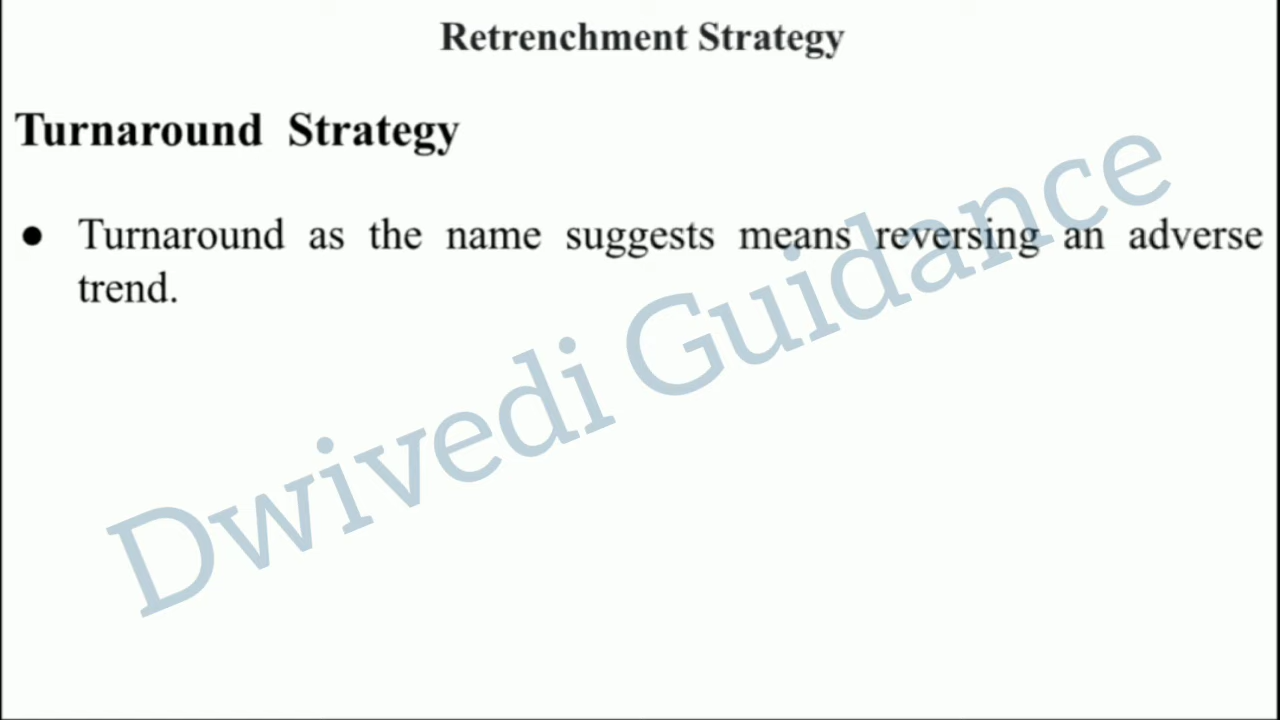 Retrenchment Strategy
Turnaround Strategy
● Turnaround as the name suggests means reversing an adverse
trend.
Dwivedi Guidance